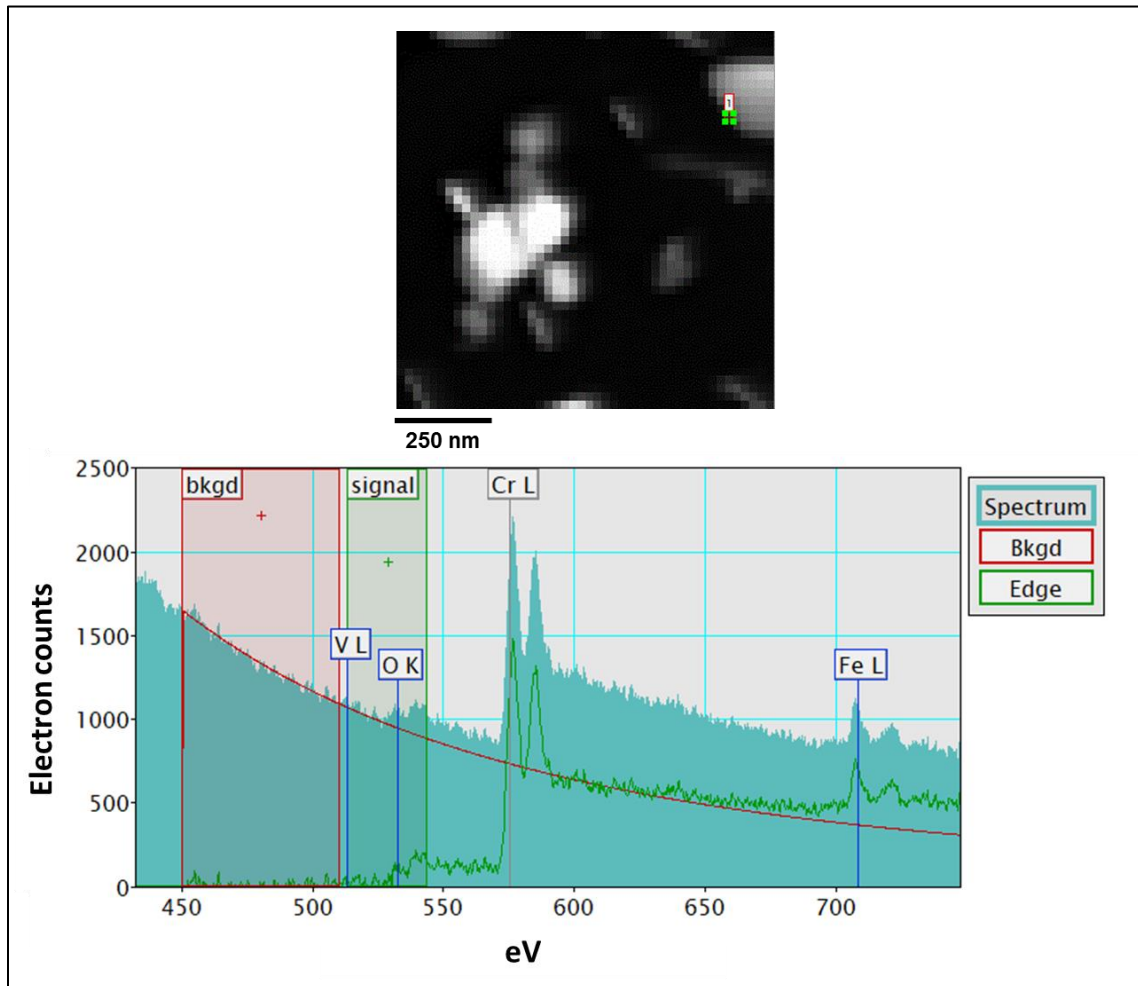 1
250 nm
2500
2000
1500
1000
500
0
bkgd
signal
Cr L
V L
O K
Fe L
450
500
550
600
650
700
Electron counts
eV
Spectrum
Bkgd
Edge